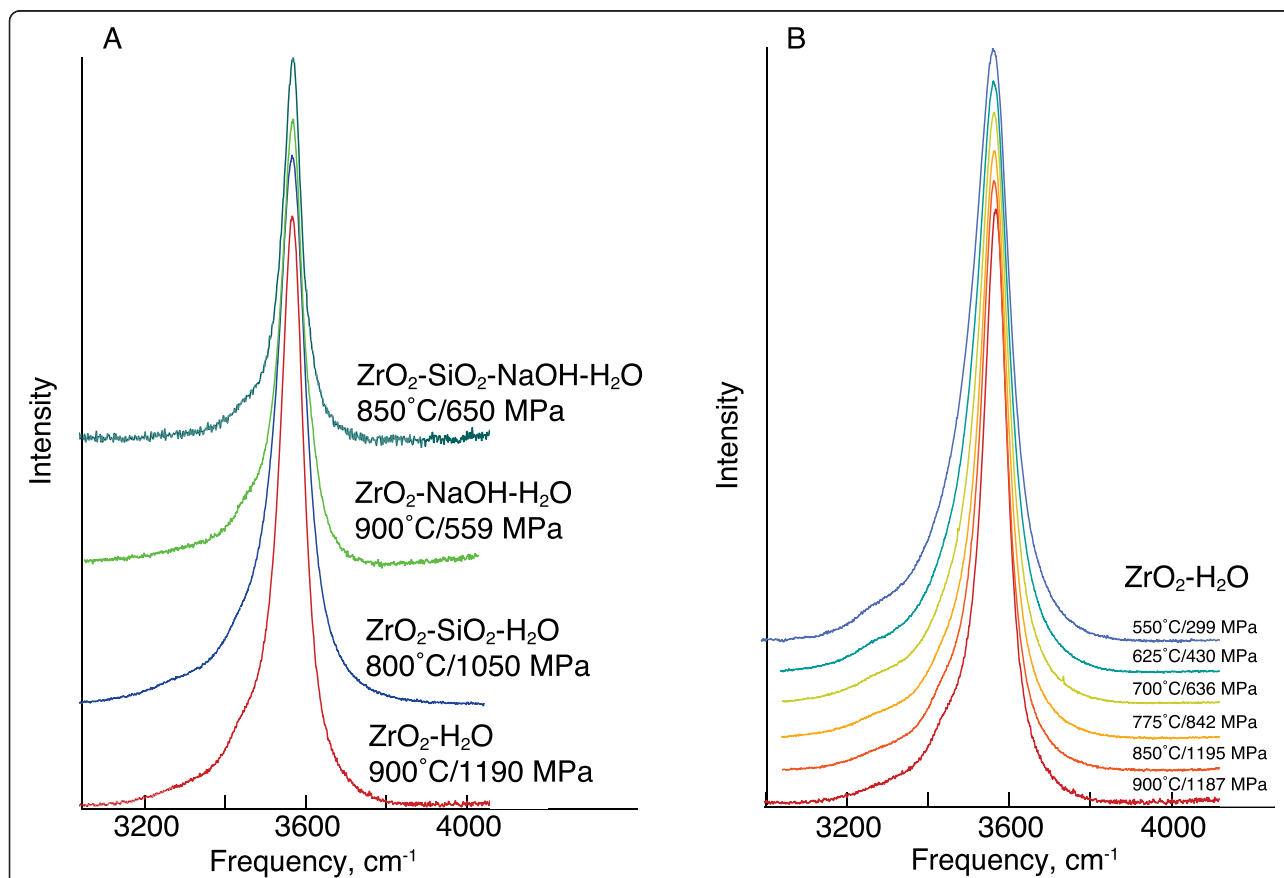 A
Intensity
ZrO₂-SiO₂-NaOH-H₂O
850˚C/650 MPa
ZrO₂-NaOH-H₂O
900˚C/559 MPa
ZrO₂-SiO₂-H₂O
800˚C/1050 MPa
ZrO₂-H₂O
900˚C/1190 MPa
3200 3600 4000
Frequency, cm⁻¹
B
Intensity
ZrO₂-H₂O
550˚C/299 MPa
625˚C/430 MPa
700˚C/636 MPa
775˚C/842 MPa
850˚C/1195 MPa
900˚C/1187 MPa
3200 3600 4000
Frequency, cm⁻¹